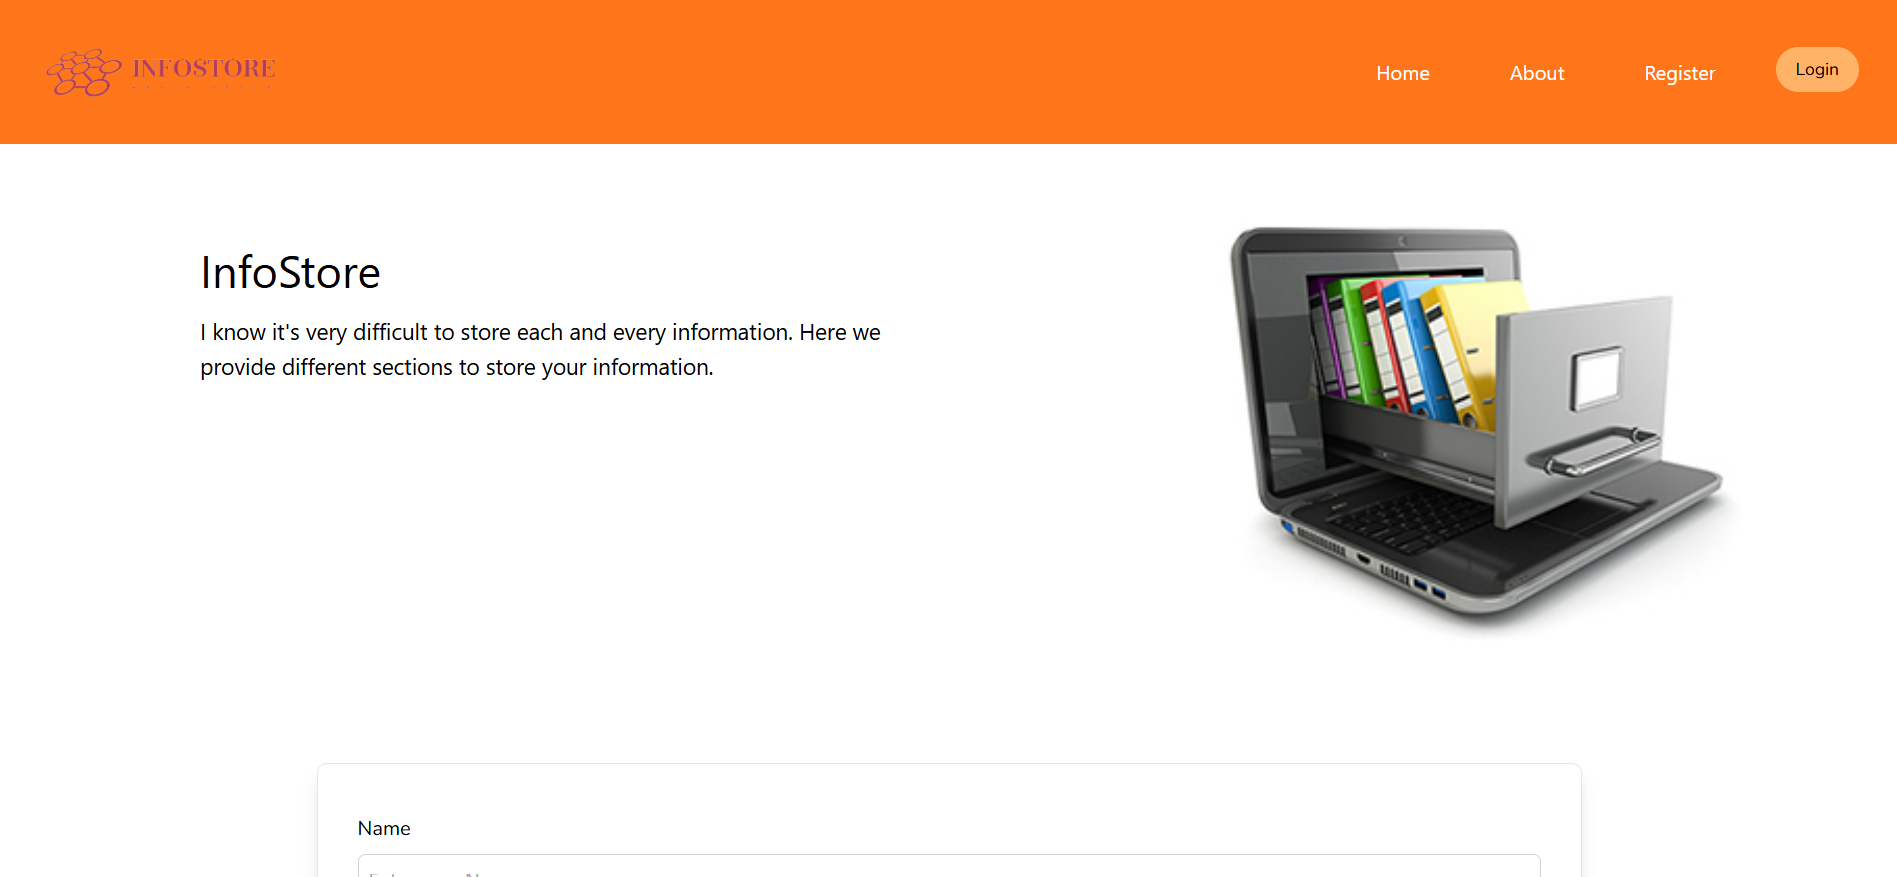 INFOSTORE
Home
About
Register
Login
InfoStore
I know it's very difficult to store each and every information. Here we
provide different sections to store your information.
Name